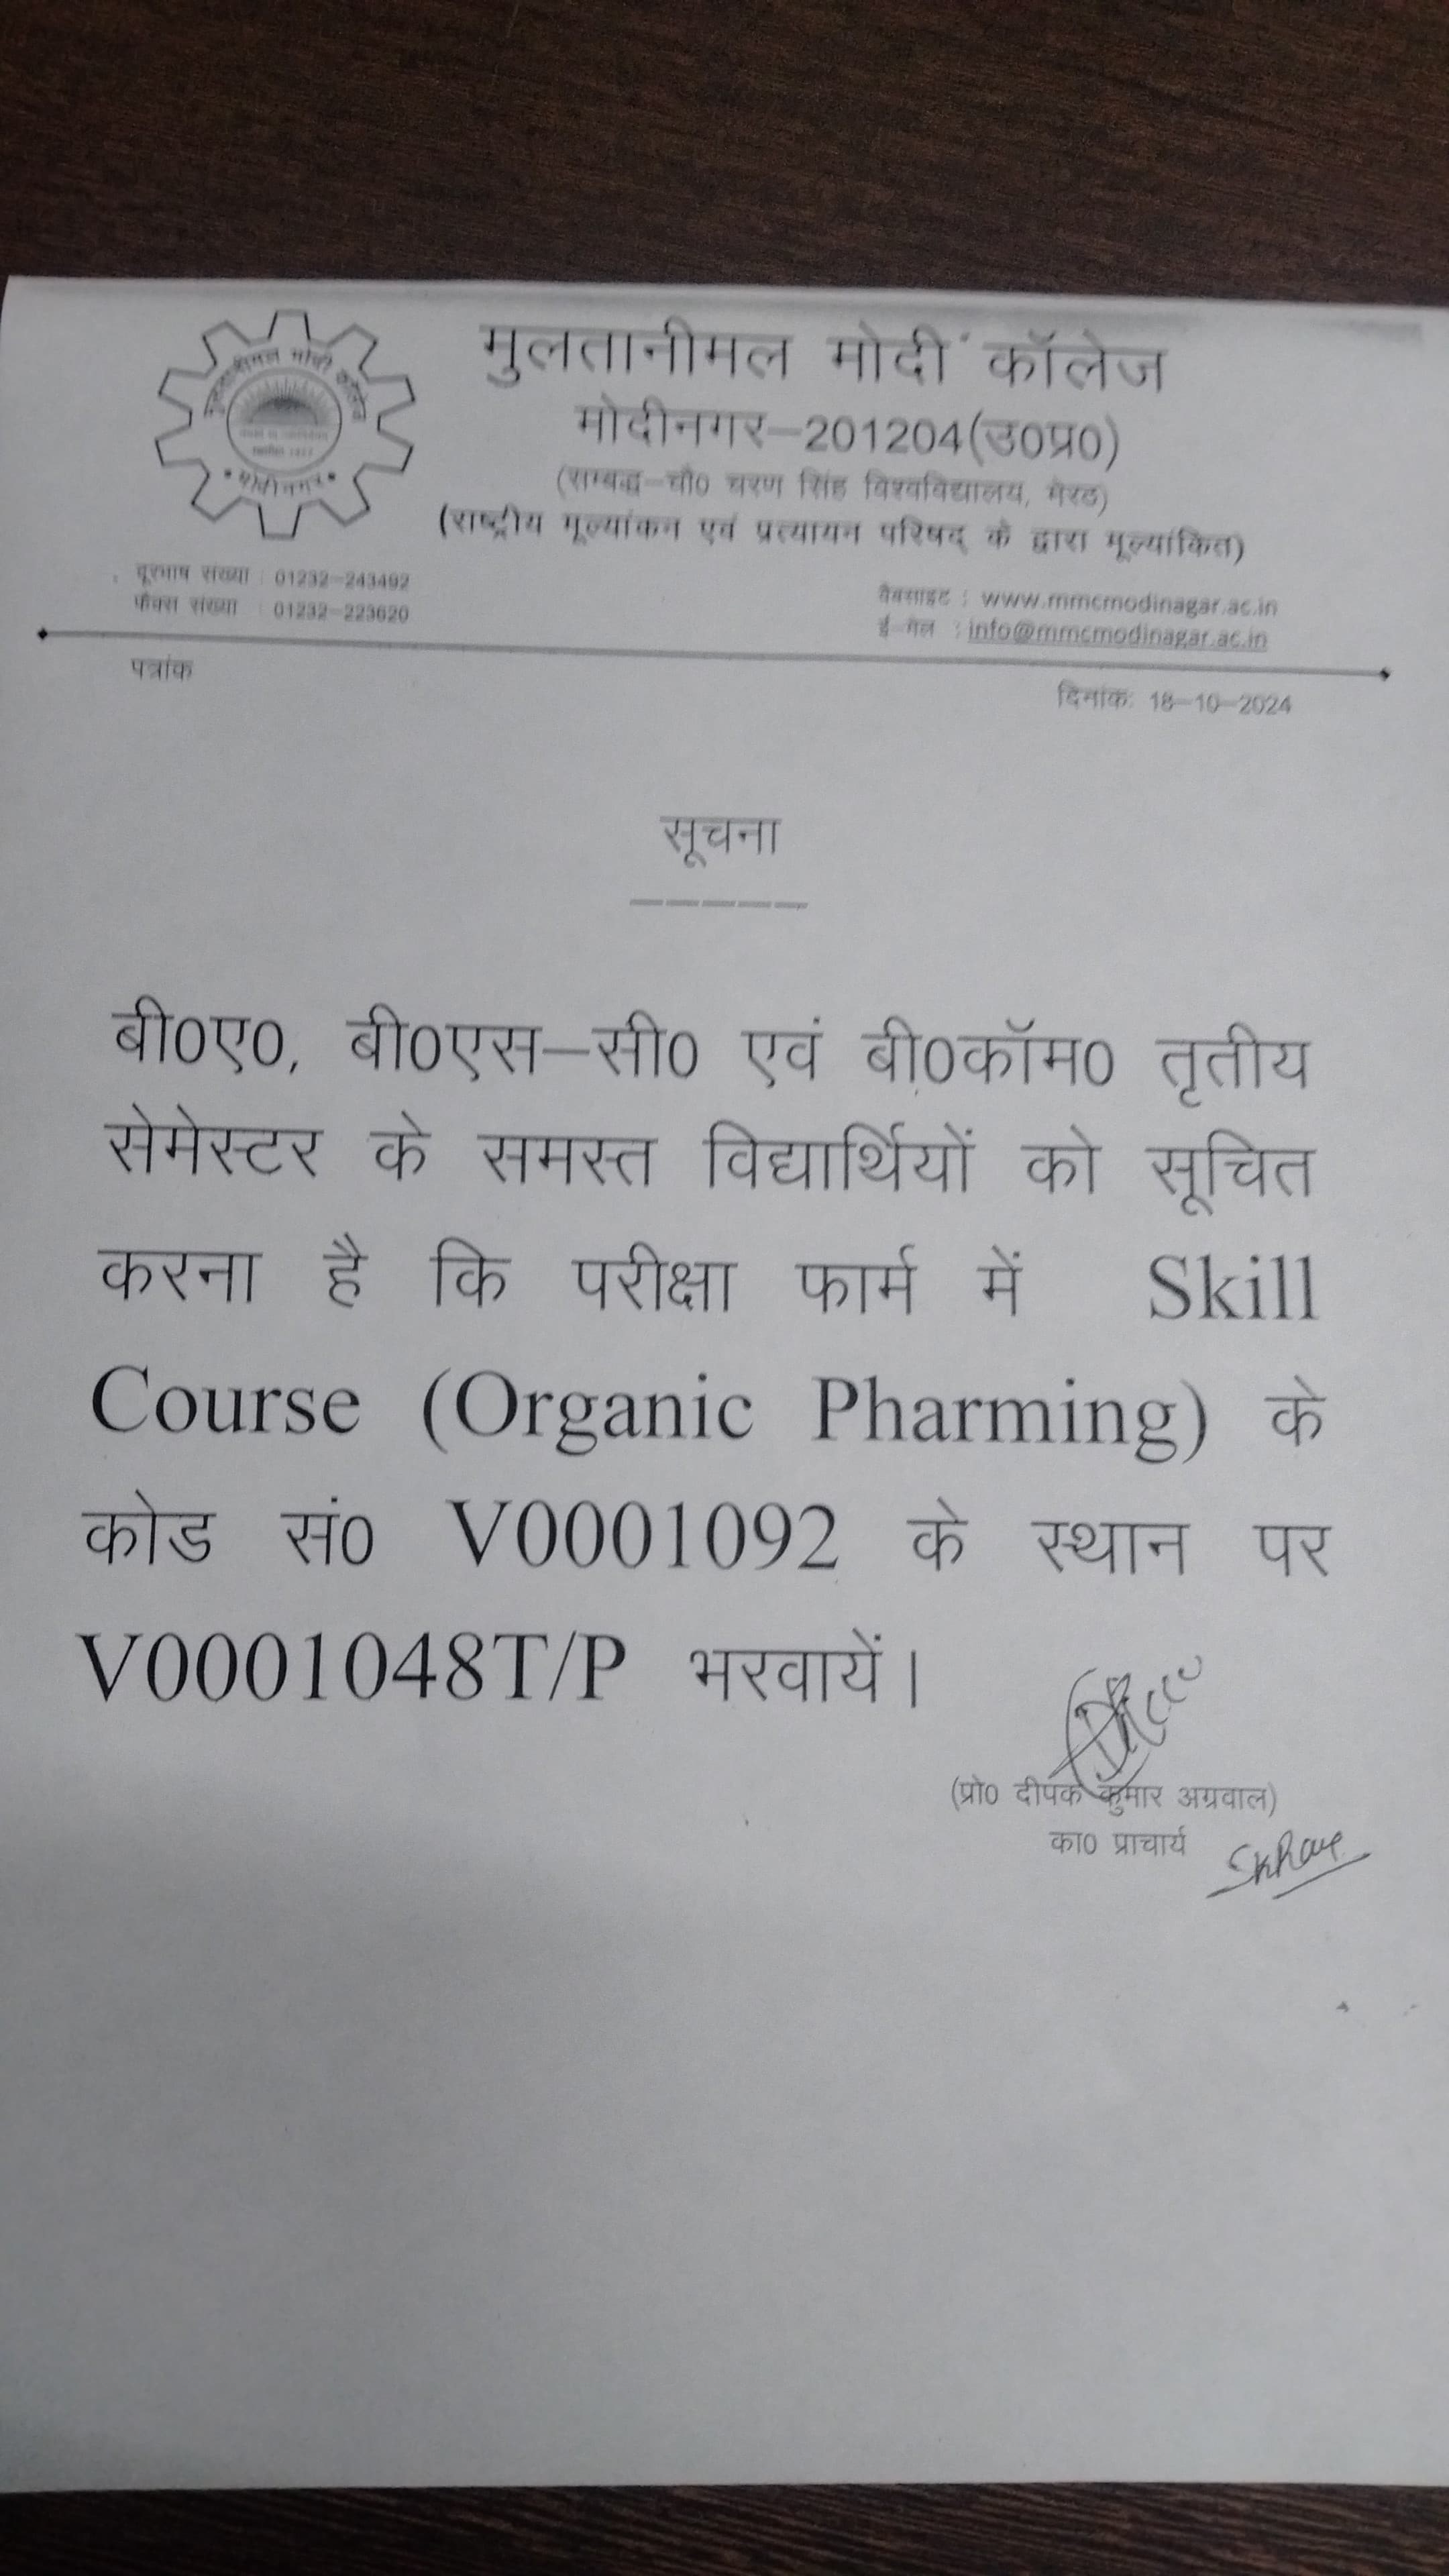 मुलतानीमल मोदी कॉलेज
मुलतानीमल मोदी कॉलेज
मोदीनगर
मोदीनगर–201204(उ0प्र0)
(सम्बद्ध–चौ0 चरण सिंह विश्वविद्यालय, मेरठ)
(राष्ट्रीय मूल्यांकन एवं प्रत्यायन परिषद् के द्वारा मूल्यांकित)
दूरभाष संख्या : 01232–243492
फैक्स संख्या : 01232–223620
वैबसाइट : www.mmcmodinagar.ac.in
ई–मेल : info@mmcmodinagar.ac.in
पत्रांक
दिनांक: 18–10–2024
सूचना
बी0ए0, बी0एस–सी0 एवं बी0कॉम0 तृतीय
सेमेस्टर के समस्त विद्यार्थियों को सूचित
करना है कि परीक्षा फार्म में Skill
Course (Organic Pharming) के
कोड सं0 V0001092 के स्थान पर
V0001048T/P भरवायें।
(प्रो0 दीपक कुमार अग्रवाल)
का0 प्राचार्य